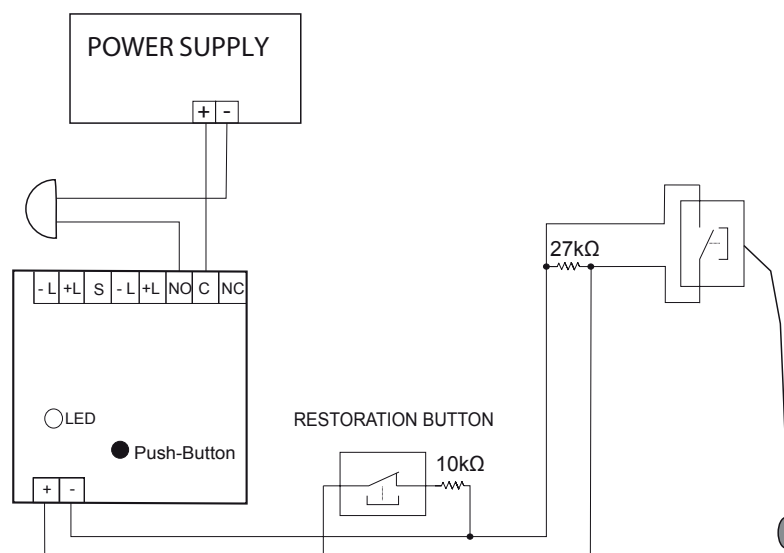 POWER SUPPLY
+ -
27kΩ
- L +L S - L +L NO C NC
LED
Push-Button
RESTORATION BUTTON
10kΩ
+ -